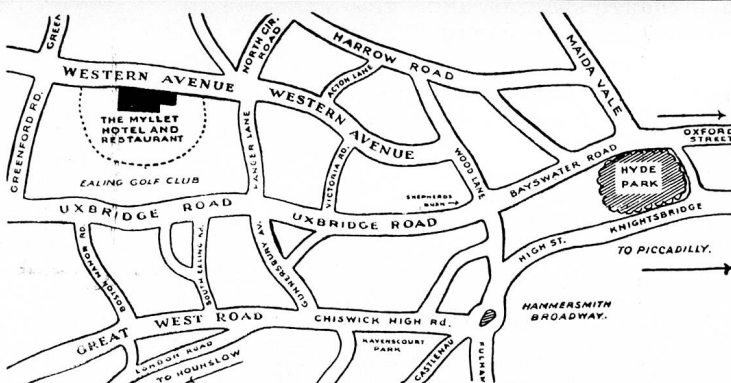 GREEN
NORTH CIR.
ROAD
HARROW ROAD
MAIDA VALE
WESTERN AVENUE
ACTON LANE
WESTERN AVENUE
OXFORD
STREET
GREENFORD RD.
THE MYLLET
HOTEL AND
RESTAURANT
HANGER LANE
VICTORIA RD.
WOOD LANE
BAYSWATER ROAD
HYDE
PARK
EALING GOLF CLUB
SHEPHERDS
BUSH
UXBRIDGE ROAD
UXBRIDGE ROAD
KNIGHTSBRIDGE
HIGH ST.
TO PICCADILLY.
BOSTON MANOR RD.
SOUTH EALING RD.
GUNNERSBURY AV.
GREAT WEST ROAD
CHISWICK HIGH RD.
HAMMERSMITH
BROADWAY.
RAVENSCOURT
PARK
LONDON ROAD
TO HOUNSLOW
CASTLENAU
FULHAM